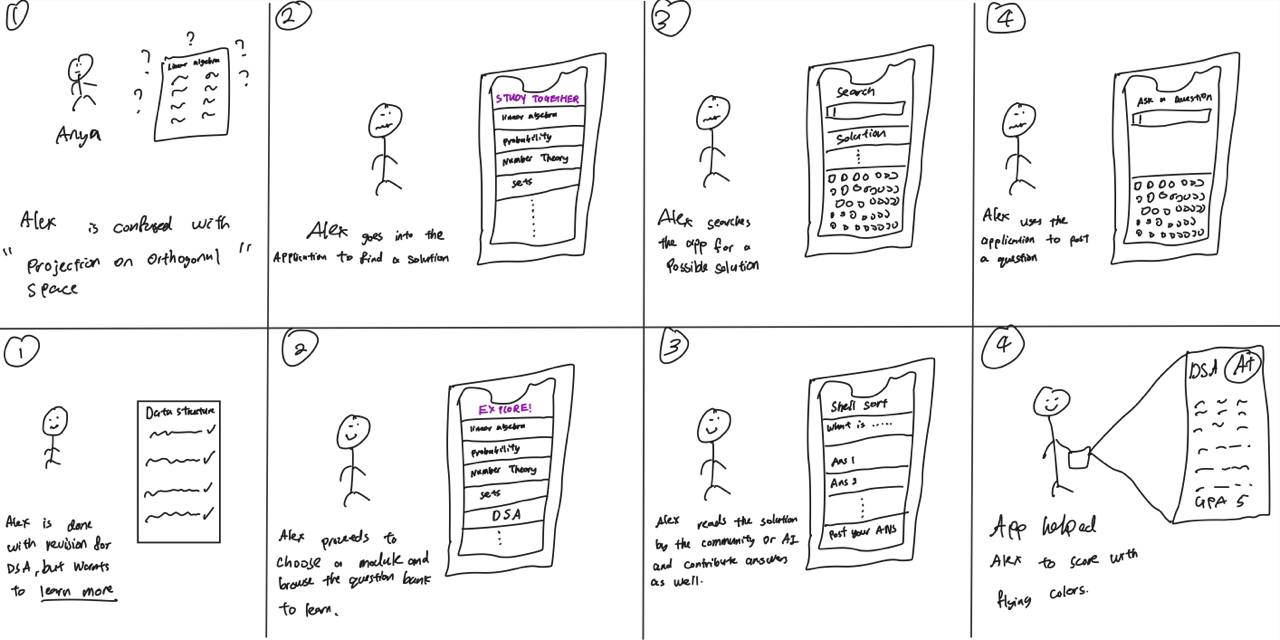 1
? ? ? ? ? ?
Linear algebra
Anya
Alex is confused with
"Projection on Orthogonal"
space
2
STUDY TOGETHER
linear algebra
Probability
Number Theory
sets
Alex goes into the
Application to find a solution
3
Search
Solution
Alex searches
the app for a
Possible solution
4
Ask a Question
Alex uses the
application to post
a question
1
Data structure
Alex is done
with revision for
DSA, but wants
to learn more
2
EXPLORE!
linear algebra
Probability
Number Theory
sets
DSA
Alex proceeds to
choose a module and
browse the question bank
to learn.
3
Shell sort
What is .....
Ans 1
Ans 2
Post your ANS
Alex reads the solution
by the community or AI
and contribute answers
as well.
4
DSA A+
GPA 5
App helped
Alex to score with
flying colors.